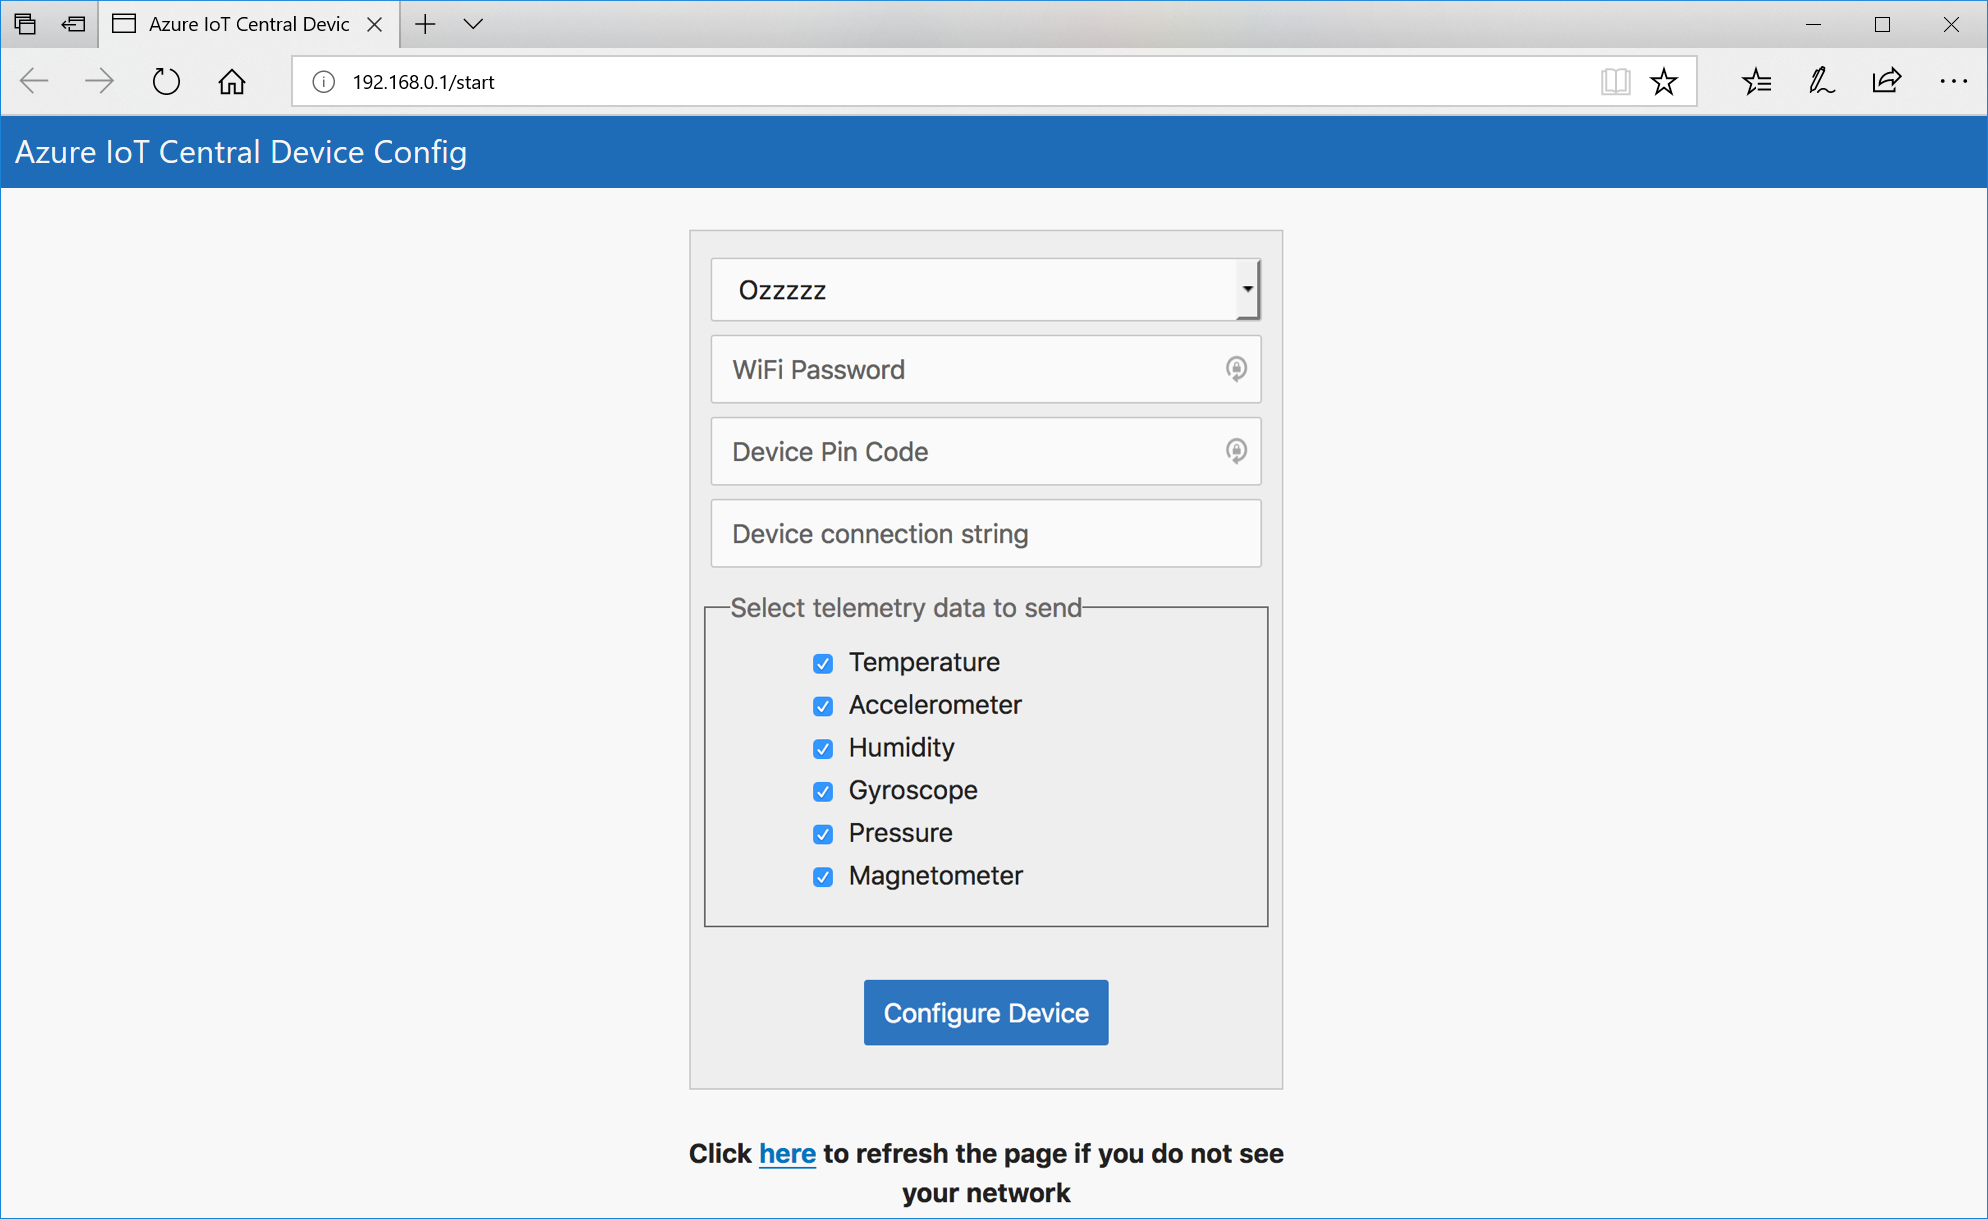 Azure IoT Central Devic
192.168.0.1/start
Azure IoT Central Device Config
Ozzzzz
WiFi Password
Device Pin Code
Device connection string
Select telemetry data to send
Temperature
Accelerometer
Humidity
Gyroscope
Pressure
Magnetometer
Configure Device
Click here to refresh the page if you do not see
your network